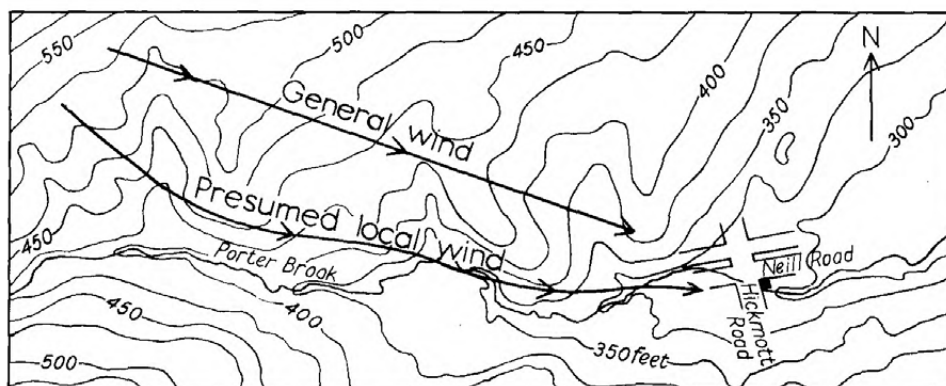 550
500
450
400
350
300
N
General wind
Presumed local wind
450
Porter Brook
400
450
500
350 feet
Neill Road
Hickmott Road